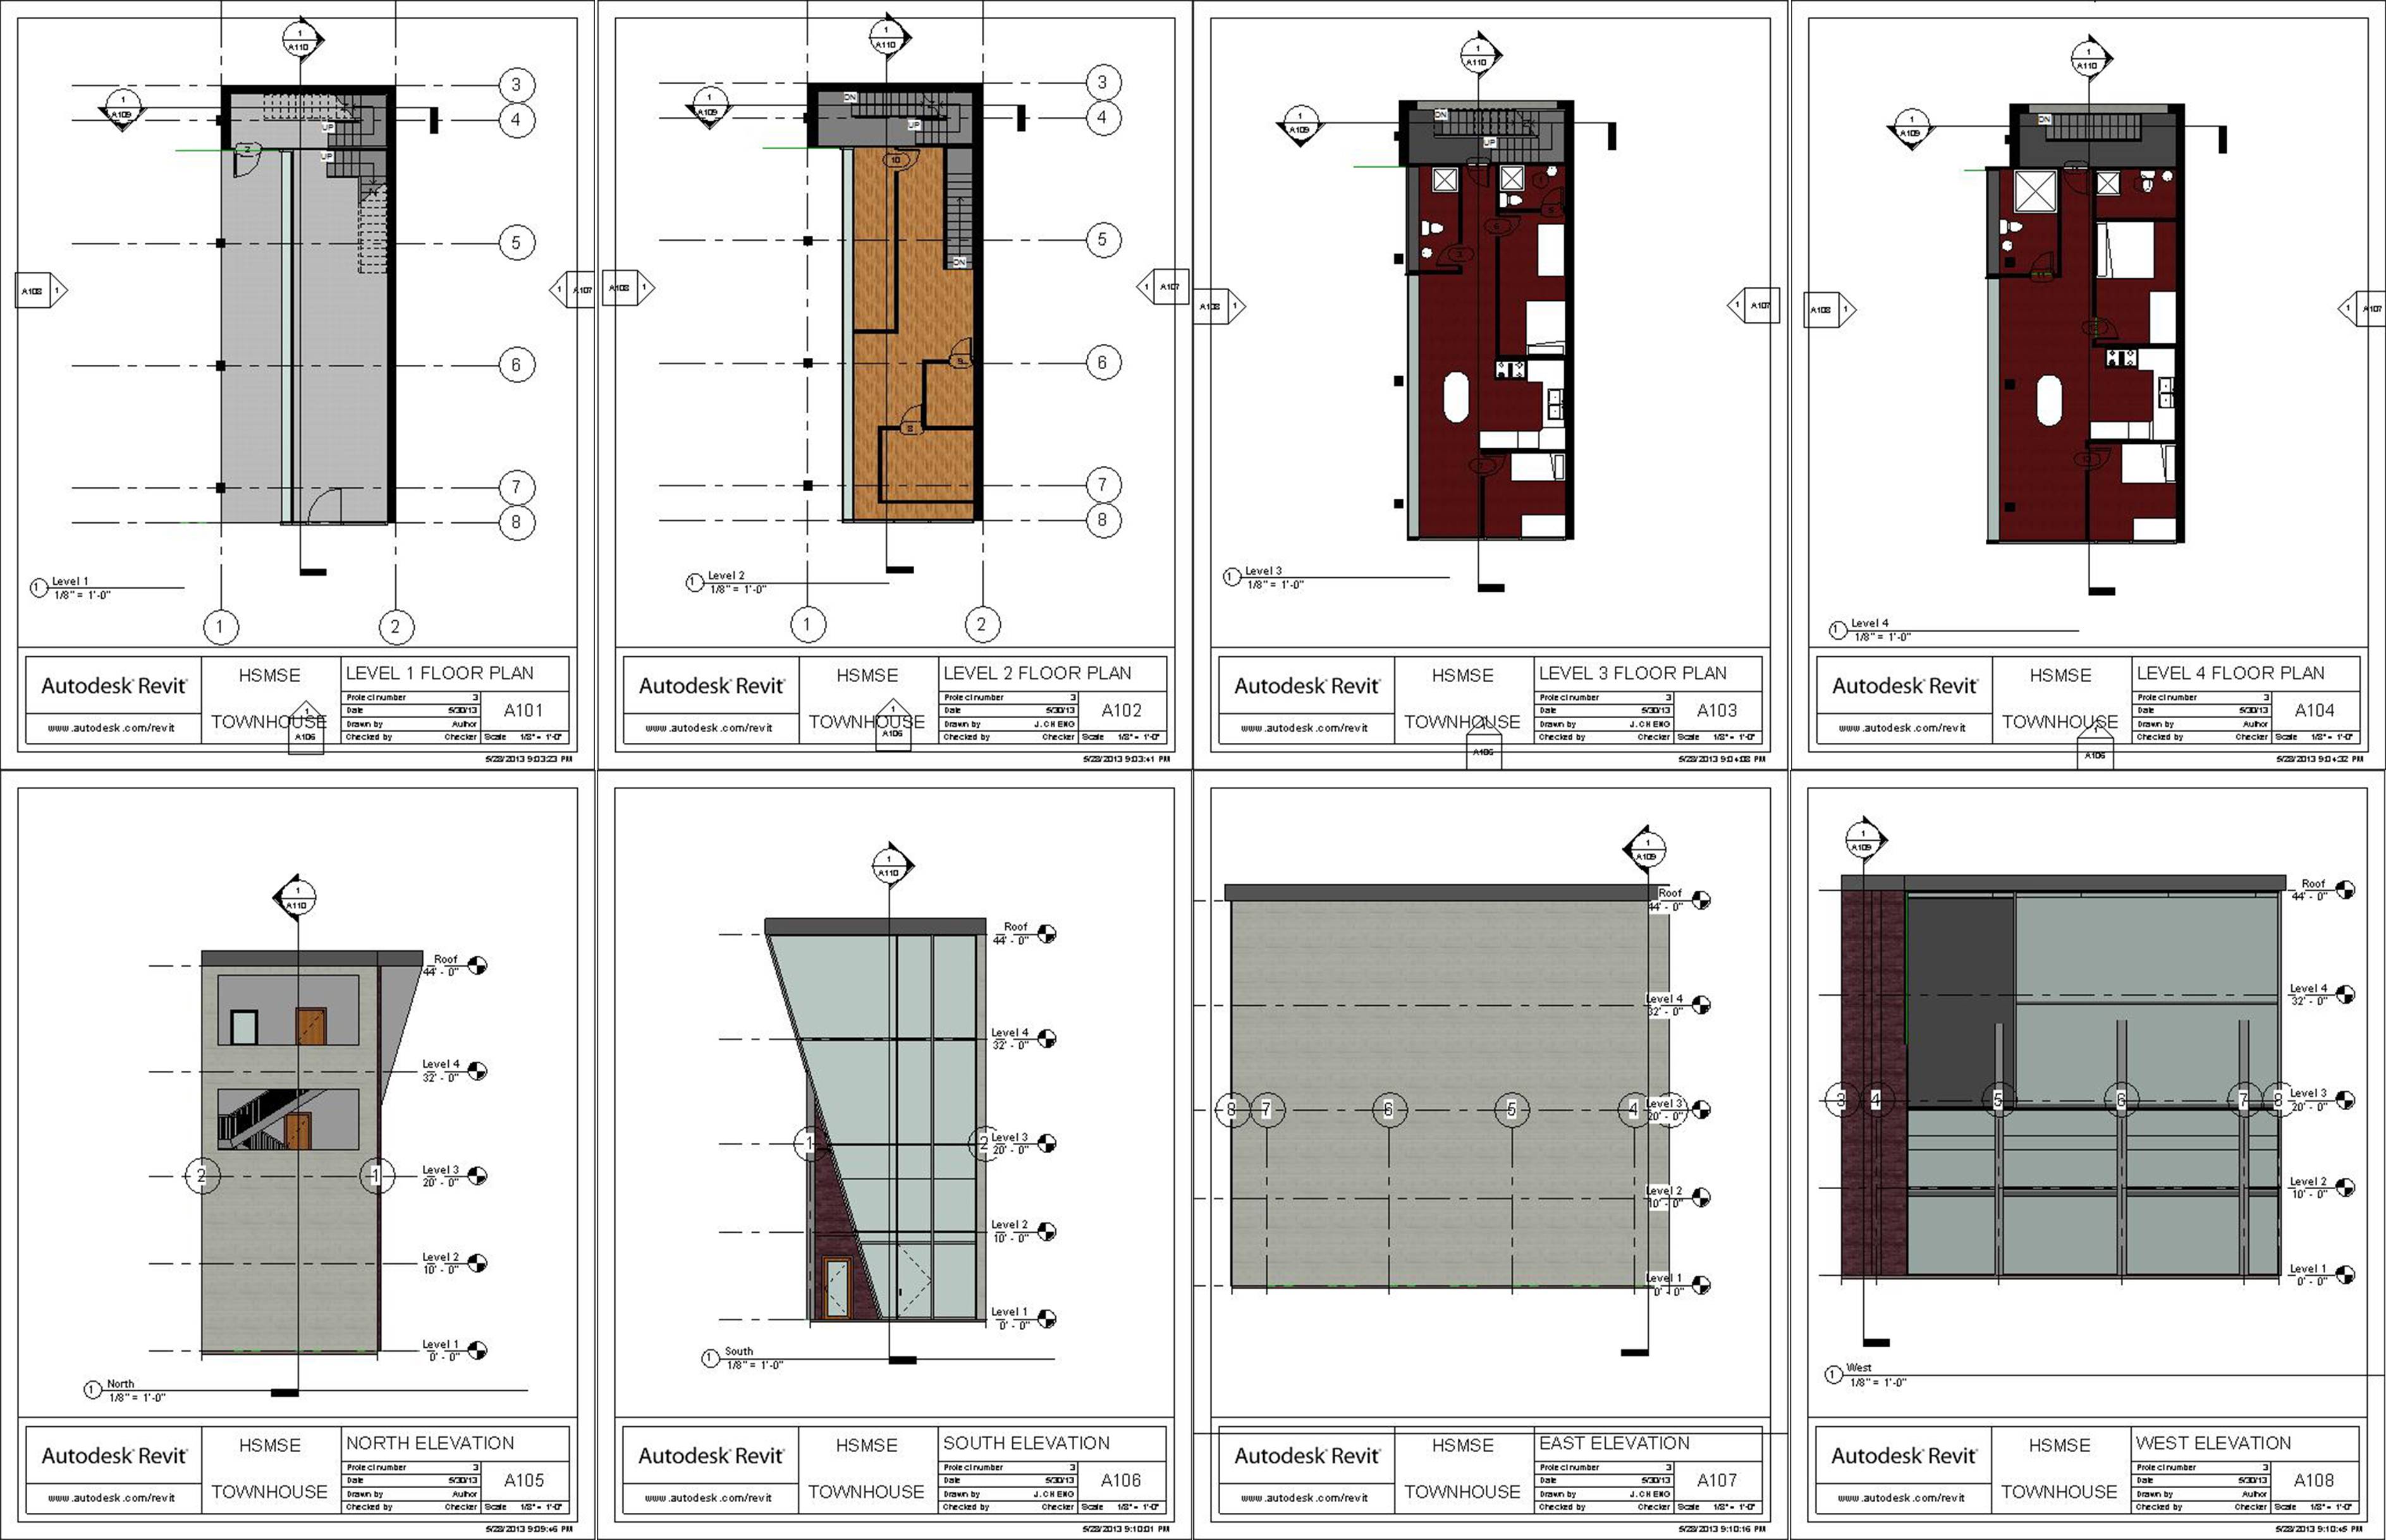 1
A110
3
1
A109
4
UP
2
UP
5
A108 1
1 A107
6
7
8
1 Level 1
1/8" = 1'-0"
1
2
Autodesk® Revit®
www.autodesk.com/revit
HSMSE
TOWNHOUSE
1
A106
LEVEL 1 FLOOR PLAN
Project number 3
Date 5/30/13
Drawn by Author
Checked by Checker
A101
Scale 1/8" = 1'-0"
5/28/2013 9:03:23 PM
1
A110
3
1
A109
DN
4
UP
10
5
DN
A108 1
1 A107
6
9
8
7
8
1 Level 2
1/8" = 1'-0"
1
2
Autodesk® Revit®
www.autodesk.com/revit
HSMSE
TOWNHOUSE
1
A106
LEVEL 2 FLOOR PLAN
Project number 3
Date 5/30/13
Drawn by J. CHENG
Checked by Checker
A102
Scale 1/8" = 1'-0"
5/28/2013 9:03:41 PM
1
A110
1
A109
DN
UP
A108 1
1 A107
1 Level 3
1/8" = 1'-0"
Autodesk® Revit®
www.autodesk.com/revit
HSMSE
TOWNHOUSE
1
A106
LEVEL 3 FLOOR PLAN
Project number 3
Date 5/30/13
Drawn by J. CHENG
Checked by Checker
A103
Scale 1/8" = 1'-0"
5/28/2013 9:04:08 PM
1
A110
1
A109
DN
A108 1
1 A107
1 Level 4
1/8" = 1'-0"
Autodesk® Revit®
www.autodesk.com/revit
HSMSE
TOWNHOUSE
1
A106
LEVEL 4 FLOOR PLAN
Project number 3
Date 5/30/13
Drawn by Author
Checked by Checker
A104
Scale 1/8" = 1'-0"
5/28/2013 9:04:32 PM
1
A110
Roof
44' - 0"
Level 4
32' - 0"
2
1
Level 3
20' - 0"
Level 2
10' - 0"
Level 1
0' - 0"
1 North
1/8" = 1'-0"
Autodesk® Revit®
www.autodesk.com/revit
HSMSE
TOWNHOUSE
NORTH ELEVATION
Project number 3
Date 5/30/13
Drawn by Author
Checked by Checker
A105
Scale 1/8" = 1'-0"
5/28/2013 9:09:46 PM
1
A110
Roof
44' - 0"
Level 4
32' - 0"
1
2
Level 3
20' - 0"
Level 2
10' - 0"
Level 1
0' - 0"
1 South
1/8" = 1'-0"
Autodesk® Revit®
www.autodesk.com/revit
HSMSE
TOWNHOUSE
SOUTH ELEVATION
Project number 3
Date 5/30/13
Drawn by J. CHENG
Checked by Checker
A106
Scale 1/8" = 1'-0"
5/28/2013 9:10:01 PM
1
A109
Roof
44' - 0"
Level 4
32' - 0"
8 7 6 5 4
Level 3
20' - 0"
Level 2
10' - 0"
Level 1
0' - 0"
Autodesk® Revit®
www.autodesk.com/revit
HSMSE
TOWNHOUSE
EAST ELEVATION
Project number 3
Date 5/30/13
Drawn by J. CHENG
Checked by Checker
A107
Scale 1/8" = 1'-0"
5/28/2013 9:10:16 PM
1
A109
Roof
44' - 0"
Level 4
32' - 0"
3 4 5 6 7 8
Level 3
20' - 0"
Level 2
10' - 0"
Level 1
0' - 0"
1 West
1/8" = 1'-0"
Autodesk® Revit®
www.autodesk.com/revit
HSMSE
TOWNHOUSE
WEST ELEVATION
Project number 3
Date 5/30/13
Drawn by Author
Checked by Checker
A108
Scale 1/8" = 1'-0"
5/28/2013 9:10:45 PM